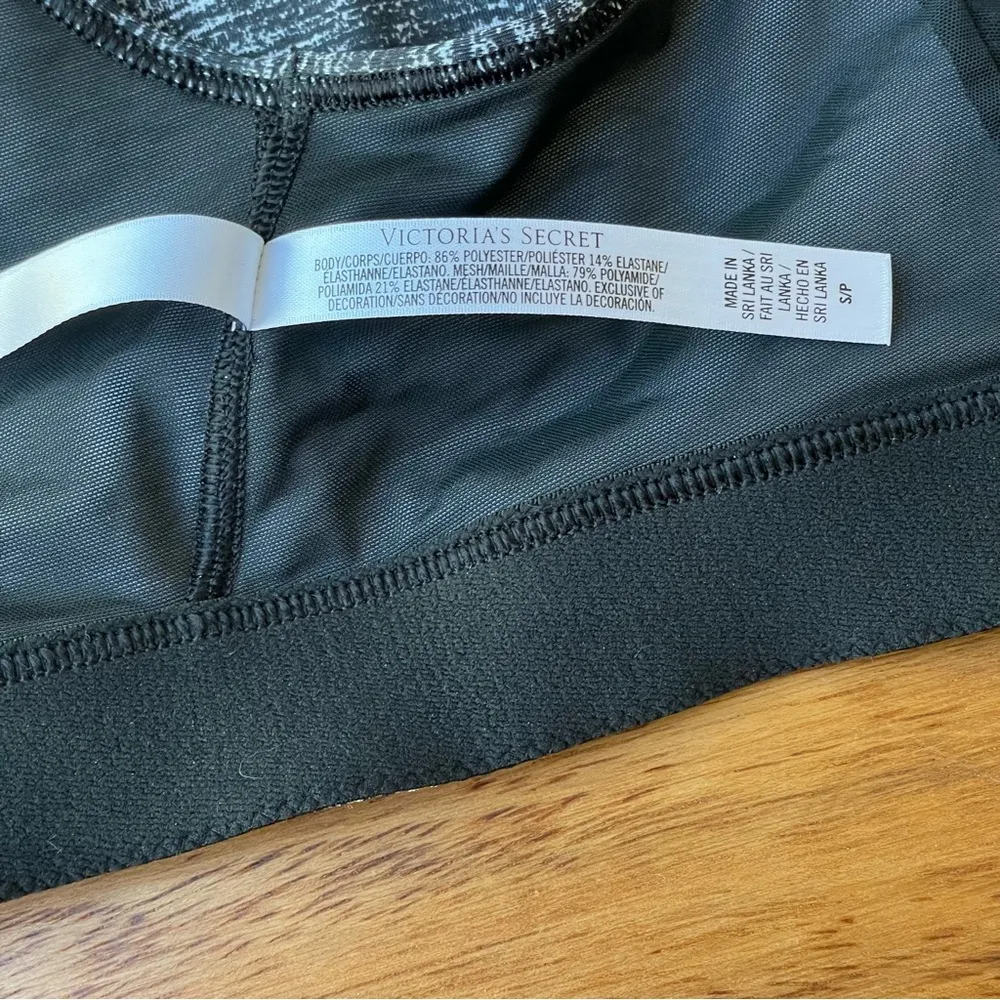 VICTORIA'S SECRET
BODY/CORPS/CUERPO: 86% POLYESTER/POLIÉSTER 14% ELASTANE/
ELASTHANNE/ELASTANO. MESH/MAILLE/MALLA: 79% POLYAMIDE/
POLIAMIDA 21% ELASTANE/ÉLASTHANNE/ELASTANO. EXCLUSIVE OF
DECORATION/SANS DÉCORATION/NO INCLUYE LA DECORACIÓN.
MADE IN
SRI LANKA/
FAIT AU SRI
LANKA/
HECHO EN
SRI LANKA
S/P